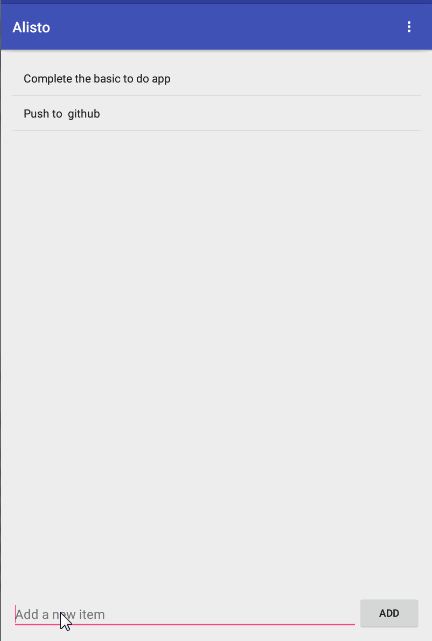 Alisto
Complete the basic to do app
Push to  github
Add a new item
ADD